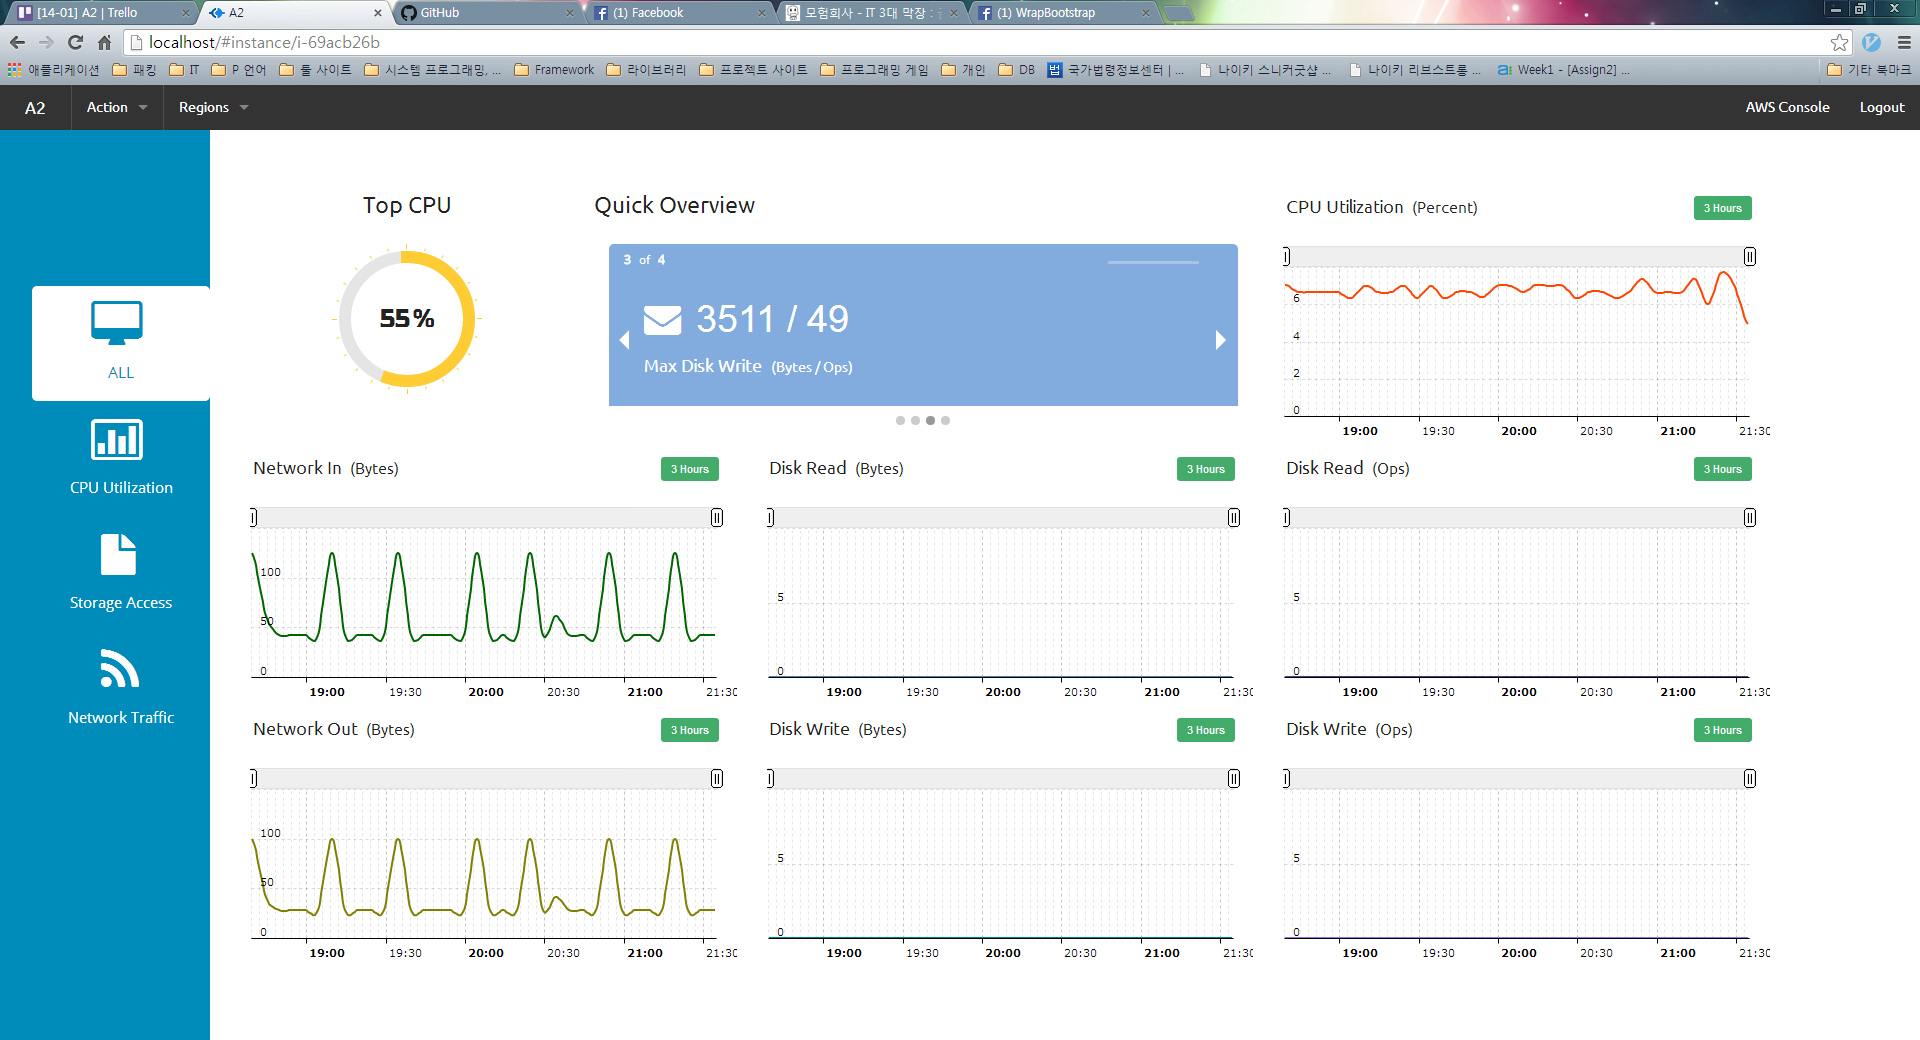 [14-01] A2 | Trello
A2
GitHub
(1) Facebook
모험회사 - IT 3대 막장 :
(1) WrapBootstrap
localhost/#instance/i-69acb26b
애플리케이션
패킹
IT
P 언어
툴 사이트
시스템 프로그래밍, ...
Framework
라이브러리
프로젝트 사이트
프로그래밍 게임
개인
DB
국가법령정보센터 | ...
나이키 스니커굿샵 ...
나이키 리브스트롱 ...
Week1 - [Assign2] ...
기타 북마크
A2
Action
Regions
AWS Console
Logout
ALL
CPU Utilization
Storage Access
Network Traffic
Top CPU
55%
Quick Overview
3 of 4
3511 / 49
Max Disk Write (Bytes / Ops)
CPU Utilization (Percent)
3 Hours
6
4
2
0
19:00 19:30 20:00 20:30 21:00 21:30
Network In (Bytes)
3 Hours
100
50
0
19:00 19:30 20:00 20:30 21:00 21:30
Disk Read (Bytes)
3 Hours
5
0
19:00 19:30 20:00 20:30 21:00 21:30
Disk Read (Ops)
3 Hours
5
0
19:00 19:30 20:00 20:30 21:00 21:30
Network Out (Bytes)
3 Hours
100
50
0
19:00 19:30 20:00 20:30 21:00 21:30
Disk Write (Bytes)
3 Hours
5
0
19:00 19:30 20:00 20:30 21:00 21:30
Disk Write (Ops)
3 Hours
5
0
19:00 19:30 20:00 20:30 21:00 21:30